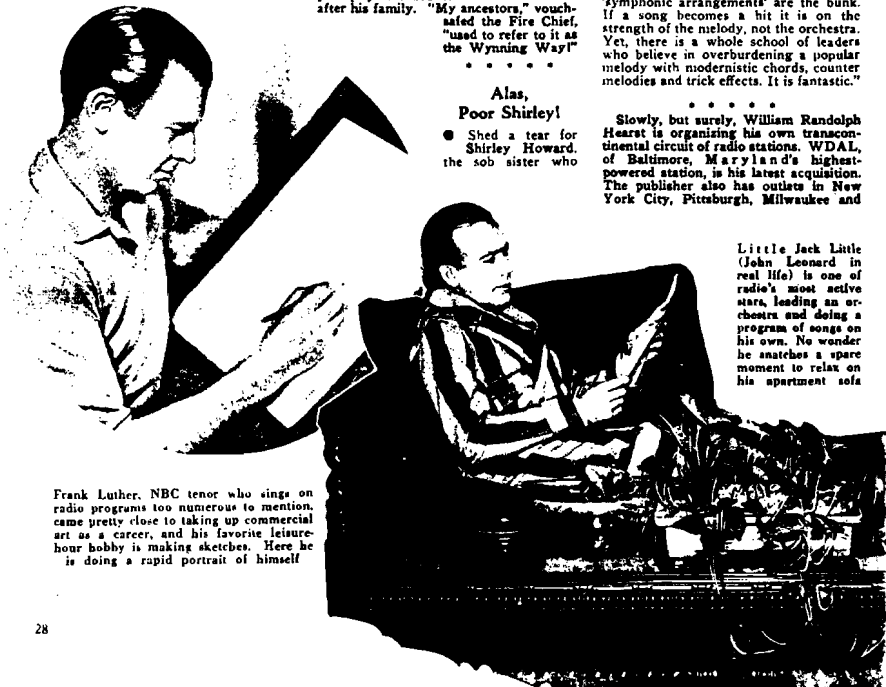 after his family. "My ancestors," vouch-
safed the Fire Chief,
"used to refer to it as
the Wynning Way!"
* * * * *
Alas,
Poor Shirley!
● Shed a tear for
Shirley Howard.
the sob sister who
'symphonic arrangements' are the bunk.
If a song becomes a hit it is on the
strength of the melody, not the orchestra.
Yet, there is a whole school of leaders
who believe in overburdening a popular
melody with modernistic chords, counter
melodies and trick effects. It is fantastic."
* * * * *
Slowly, but surely, William Randolph
Hearst is organizing his own transcon-
tinental circuit of radio stations. WDAL,
of Baltimore, Maryland's highest-
powered station, is his latest acquisition.
The publisher also has outlets in New
York City, Pittsburgh, Milwaukee and
Little Jack Little
(John Leonard in
real life) is one of
radio's most active
stars, leading an or-
chestra and doing a
program of songs on
his own. No wonder
he snatches a spare
moment to relax on
his apartment sofa
Frank Luther, NBC tenor who sings on
radio programs too numerous to mention,
came pretty close to taking up commercial
art as a career, and his favorite leisure-
hour hobby is making sketches. Here he
is doing a rapid portrait of himself
28